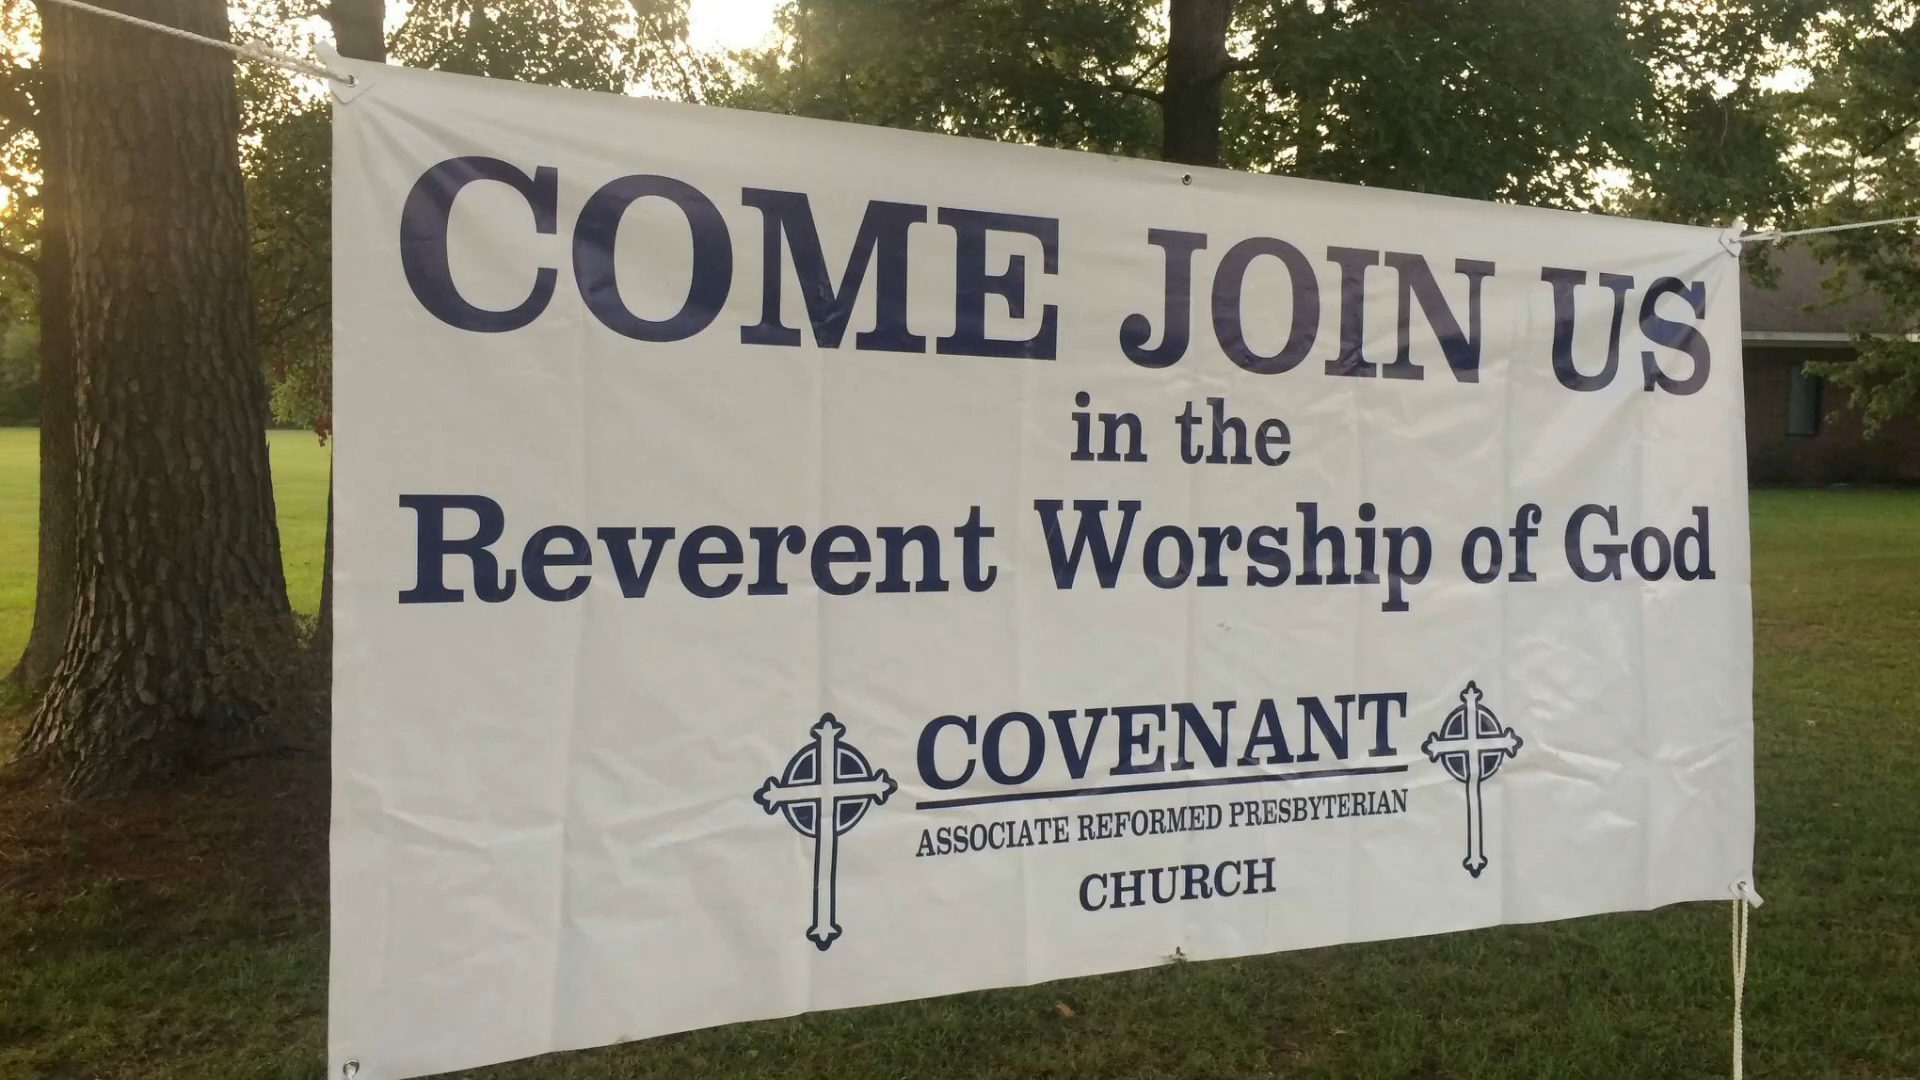 COME JOIN US
in the
Reverent Worship of God
COVENANT
ASSOCIATE REFORMED PRESBYTERIAN
CHURCH